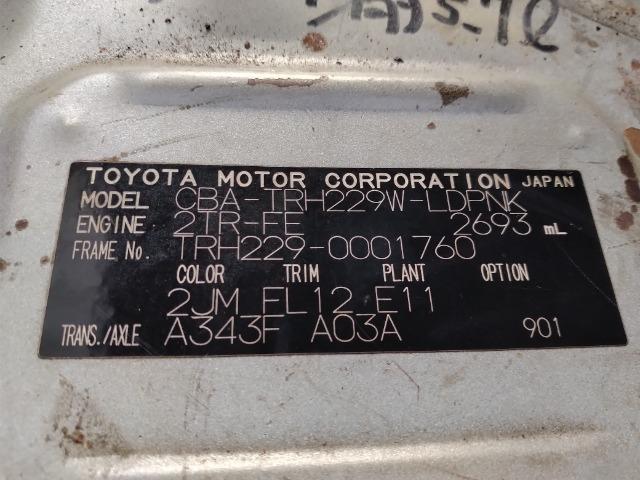 TOYOTA MOTOR CORPORATION JAPAN
MODEL CBA-TRH229W-LDPNK
ENGINE 2TR-FE 2693 mL
FRAME No. TRH229-0001760
COLOR TRIM PLANT OPTION
2JM FL12 E11
TRANS./AXLE A343F A03A 901